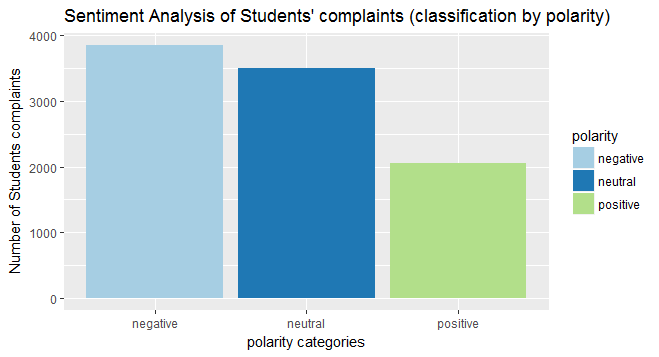 Sentiment Analysis of Students' complaints (classification by polarity)
Number of Students complaints
4000
3000
2000
1000
0
negative
neutral
positive
polarity categories
polarity
negative
neutral
positive